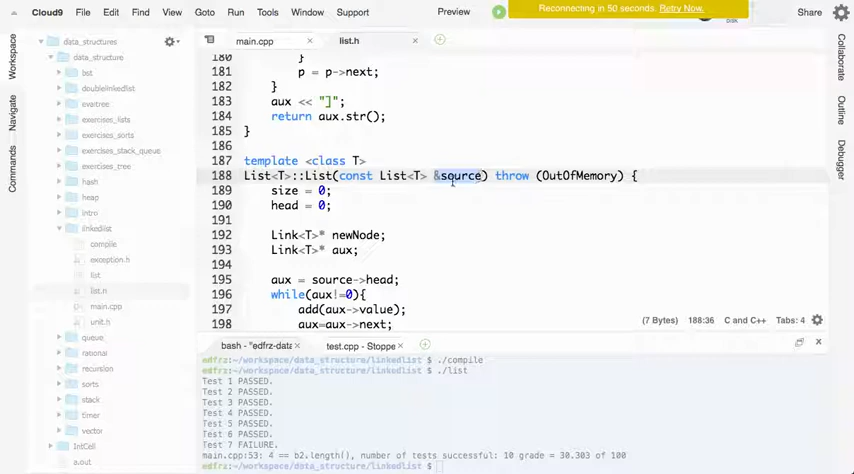 Cloud9 File Edit Find View Goto Run Tools Window Support Preview Reconnecting in 50 seconds. Retry Now. Share
Workspace
Navigate
Commands
data_structures
data_structure
bst
doublelinkedlist
evaltree
exercises_lists
exercises_sorts
exercises_stack_queue
exercises_tree
hash
heap
intro
linkedlist
compile
exception.h
list
list.h
main.cpp
unit.h
queue
rational
recursion
sorts
stack
timer
vector
IntCell
a.out
main.cpp list.h
180 }
181 p = p->next;
182 }
183 aux << "]";
184 return aux.str();
185 }
186
187 template <class T>
188 List<T>::List(const List<T> &source) throw (OutOfMemory) {
189 size = 0;
190 head = 0;
191
192 Link<T>* newNode;
193 Link<T>* aux;
194
195 aux = source->head;
196 while(aux!=0){
197 add(aux->value);
198 aux=aux->next;
(7 Bytes) 188:36 C and C++ Tabs: 4
bash - "edfrz-data test.cpp - Stoppe
edfrz:~/workspace/data_structure/linkedlist $ ./compile
edfrz:~/workspace/data_structure/linkedlist $ ./list
Test 1 PASSED.
Test 2 PASSED.
Test 3 PASSED.
Test 4 PASSED.
Test 5 PASSED.
Test 6 PASSED.
Test 7 FAILURE.
main.cpp:53: 4 == b2.length(), number of tests successful: 10 grade = 30.303 of 100
edfrz:~/workspace/data_structure/linkedlist $
Collaborate
Outline
Debugger